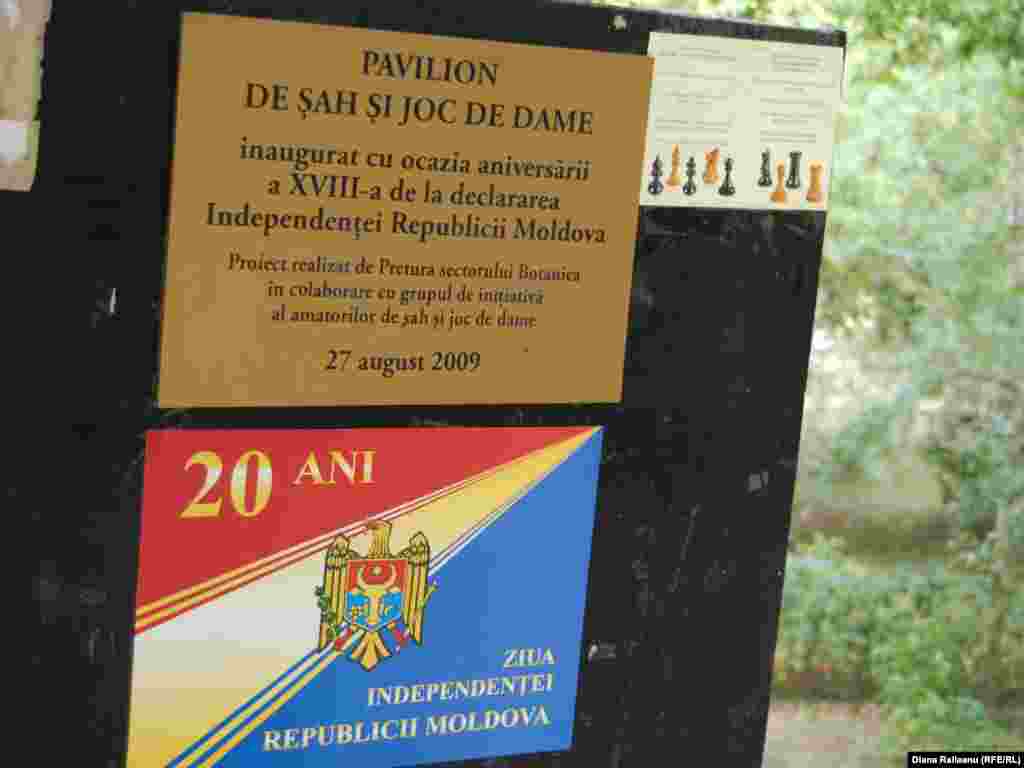 PAVILION
DE ŞAH ŞI JOC DE DAME
inaugurat cu ocazia aniversării
a XVIII-a de la declararea
Independenţei Republicii Moldova
Proiect realizat de Pretura sectorului Botanica
în colaborare cu grupul de iniţiativă
al amatorilor de şah şi joc de dame
27 august 2009
20 ANI
ZIUA
INDEPENDENŢEI
REPUBLICII MOLDOVA
Diana Railaanu (RFE/RL)